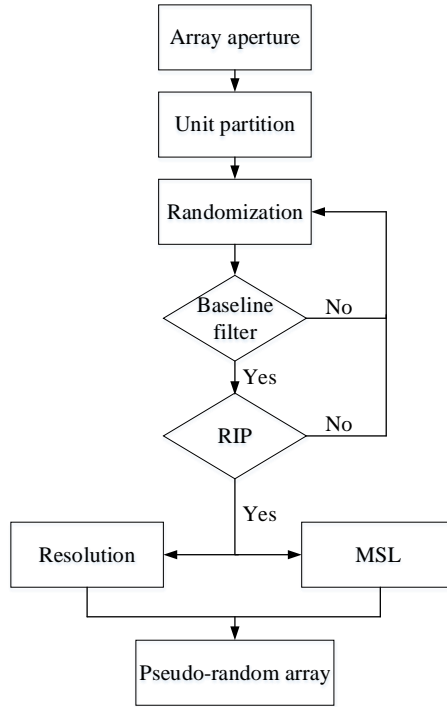 Array aperture
Unit partition
Randomization
Baseline
filter
No
Yes
RIP
No
Yes
Resolution
MSL
Pseudo-random array